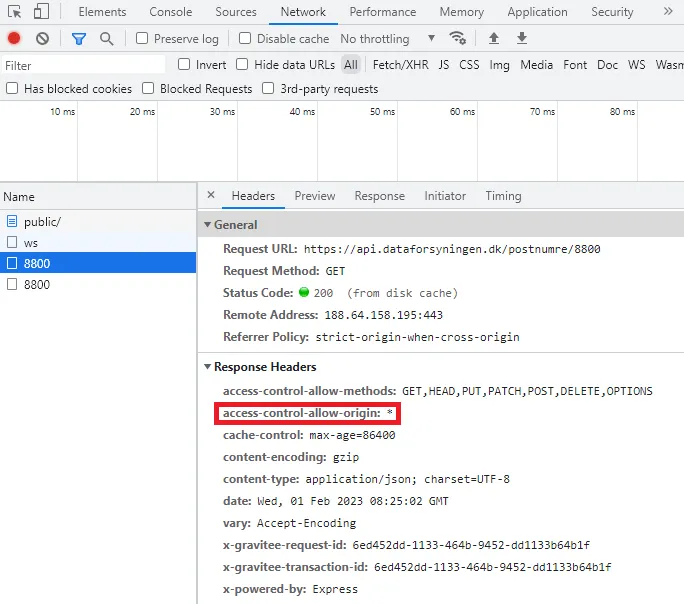 Elements Console Sources Network Performance Memory Application Security »
Preserve log Disable cache No throttling ▼
Filter Invert Hide data URLs All Fetch/XHR JS CSS Img Media Font Doc WS Wasm
Has blocked cookies Blocked Requests 3rd-party requests
10 ms 20 ms 30 ms 40 ms 50 ms 60 ms 70 ms 80 ms
Name
public/
ws
8800
8800
× Headers Preview Response Initiator Timing
▼ General
Request URL: https://api.dataforsyningen.dk/postnumre/8800
Request Method: GET
Status Code: 200 (from disk cache)
Remote Address: 188.64.158.195:443
Referrer Policy: strict-origin-when-cross-origin
▼ Response Headers
access-control-allow-methods: GET,HEAD,PUT,PATCH,POST,DELETE,OPTIONS
access-control-allow-origin: *
cache-control: max-age=86400
content-encoding: gzip
content-type: application/json; charset=UTF-8
date: Wed, 01 Feb 2023 08:25:02 GMT
vary: Accept-Encoding
x-gravitee-request-id: 6ed452dd-1133-464b-9452-dd1133b64b1f
x-gravitee-transaction-id: 6ed452dd-1133-464b-9452-dd1133b64b1f
x-powered-by: Express